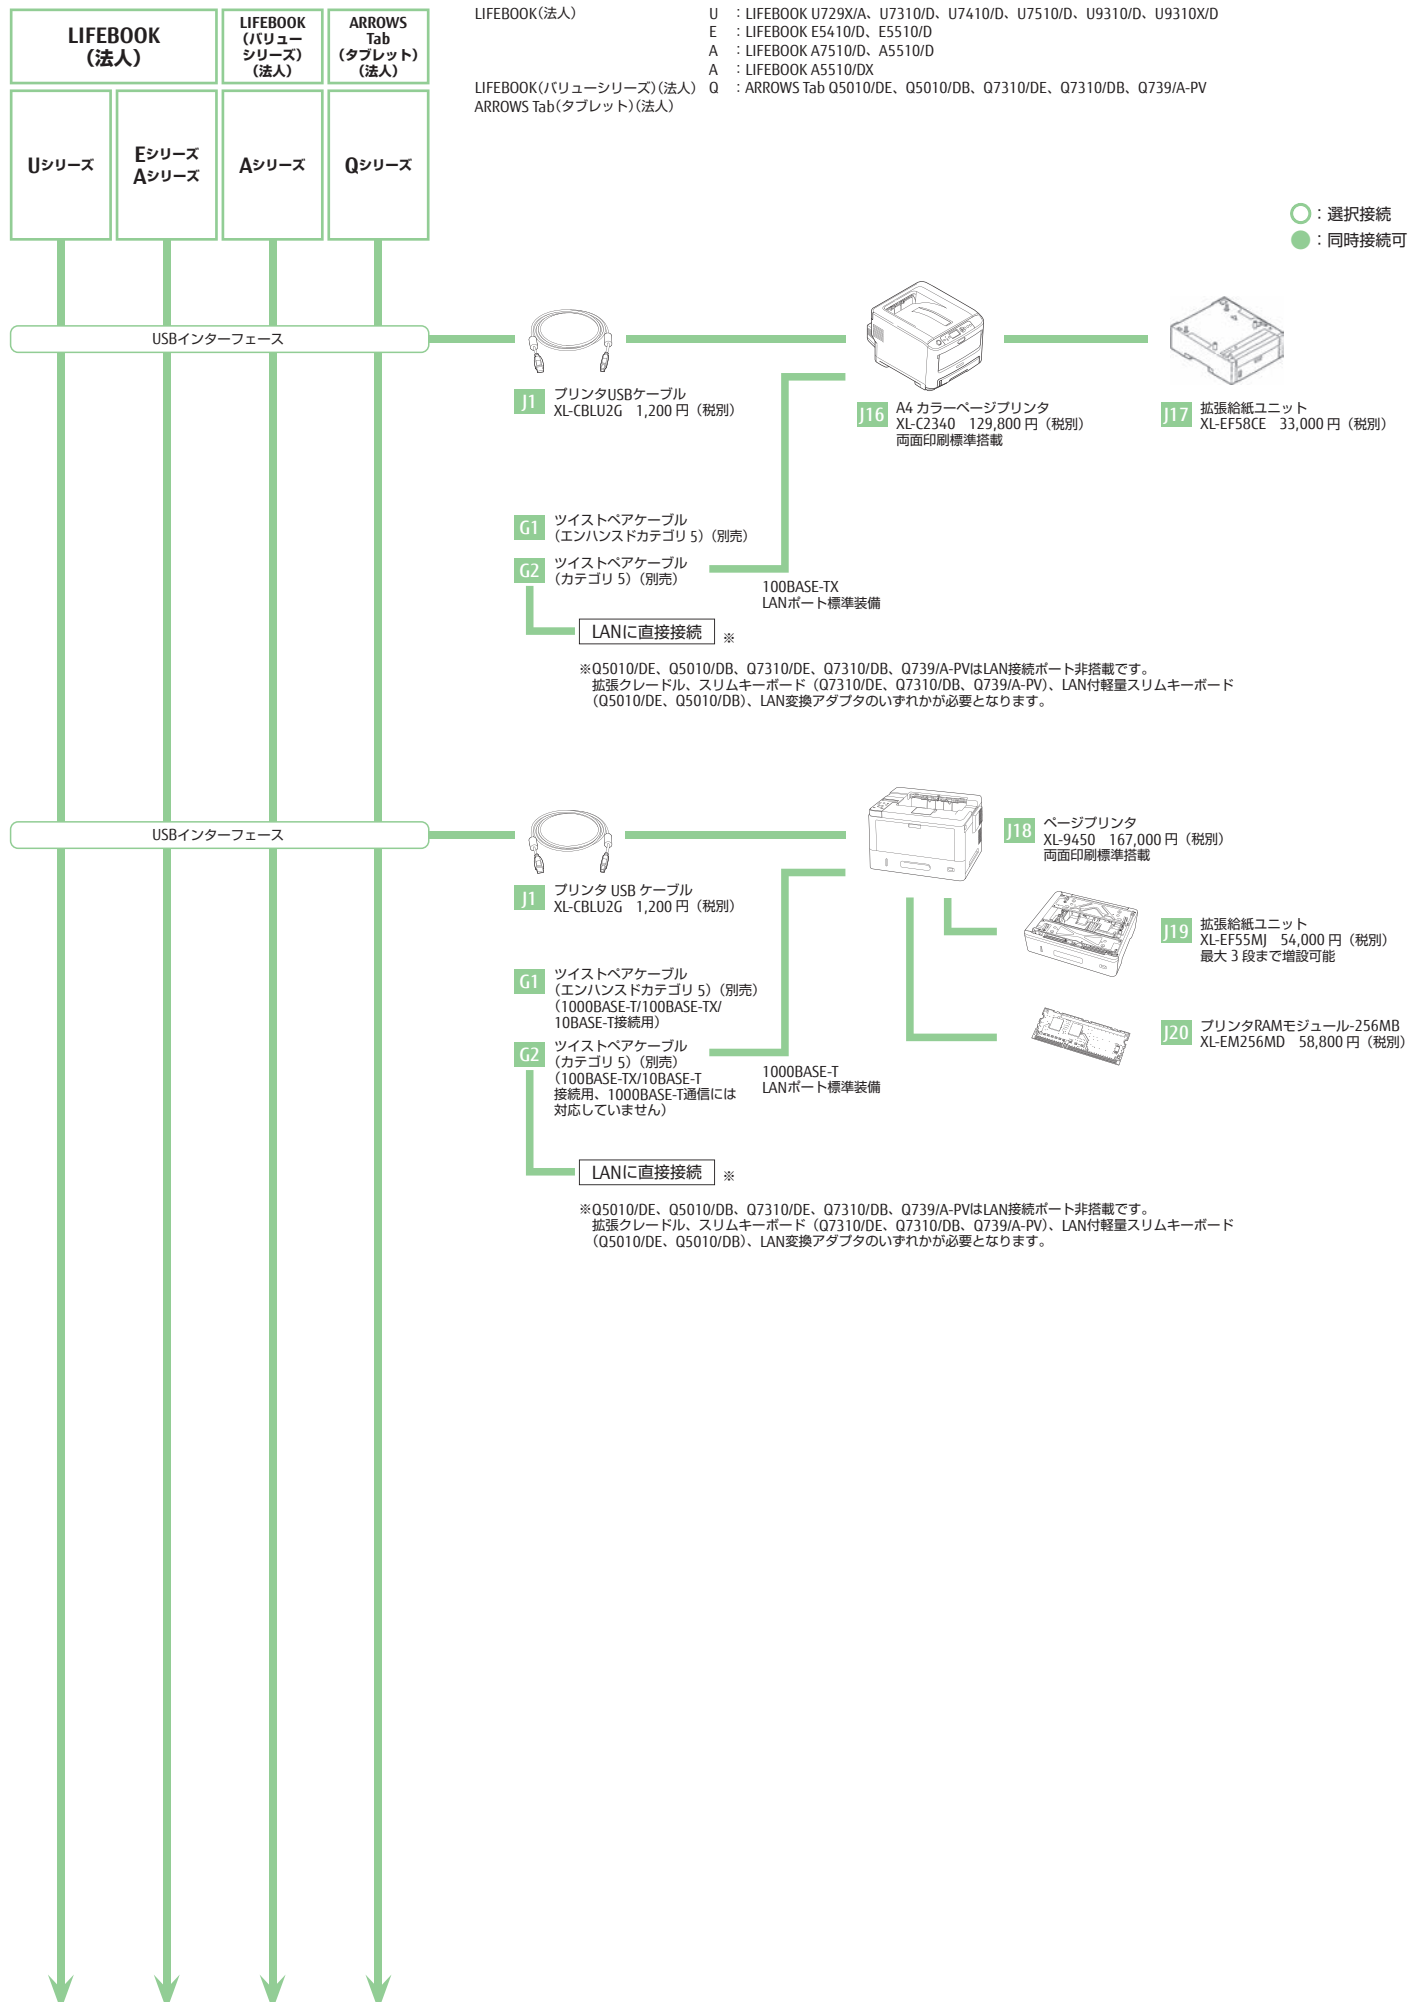 LIFEBOOK
（法人）
LIFEBOOK
（バリュー
シリーズ）
（法人）
ARROWS
Tab
（タブレット）
（法人）
Uシリーズ
Eシリーズ
Aシリーズ
Aシリーズ
Qシリーズ
LIFEBOOK（法人） U ：LIFEBOOK U729X/A、U7310/D、U7410/D、U7510/D、U9310/D、U9310X/D
E ：LIFEBOOK E5410/D、E5510/D
A ：LIFEBOOK A7510/D、A5510/D
A ：LIFEBOOK A5510/DX
LIFEBOOK（バリューシリーズ）（法人） Q ：ARROWS Tab Q5010/DE、Q5010/DB、Q7310/DE、Q7310/DB、Q739/A-PV
ARROWS Tab（タブレット）（法人）
：選択接続
：同時接続可
USBインターフェース
J1 プリンタUSBケーブル
XL-CBLU2G 1,200 円（税別）
J16 A4 カラーページプリンタ
XL-C2340 129,800 円（税別）
両面印刷標準搭載
J17 拡張給紙ユニット
XL-EF58CE 33,000 円（税別）
G1 ツイストペアケーブル
（エンハンスドカテゴリ 5）（別売）
G2 ツイストペアケーブル
（カテゴリ 5）（別売）
100BASE-TX
LANポート標準装備
LANに直接接続 ※
※Q5010/DE、Q5010/DB、Q7310/DE、Q7310/DB、Q739/A-PVはLAN接続ポート非搭載です。
拡張クレードル、スリムキーボード（Q7310/DE、Q7310/DB、Q739/A-PV）、LAN付軽量スリムキーボード
（Q5010/DE、Q5010/DB）、LAN変換アダプタのいずれかが必要となります。
USBインターフェース
J1 プリンタ USB ケーブル
XL-CBLU2G 1,200 円（税別）
J18 ページプリンタ
XL-9450 167,000 円（税別）
両面印刷標準搭載
J19 拡張給紙ユニット
XL-EF55MJ 54,000 円（税別）
最大 3 段まで増設可能
J20 プリンタRAMモジュール-256MB
XL-EM256MD 58,800 円（税別）
G1 ツイストペアケーブル
（エンハンスドカテゴリ 5）（別売）
（1000BASE-T/100BASE-TX/
10BASE-T接続用）
G2 ツイストペアケーブル
（カテゴリ 5）（別売）
（100BASE-TX/10BASE-T
接続用、1000BASE-T通信には
対応していません）
1000BASE-T
LANポート標準装備
LANに直接接続 ※
※Q5010/DE、Q5010/DB、Q7310/DE、Q7310/DB、Q739/A-PVはLAN接続ポート非搭載です。
拡張クレードル、スリムキーボード（Q7310/DE、Q7310/DB、Q739/A-PV）、LAN付軽量スリムキーボード
（Q5010/DE、Q5010/DB）、LAN変換アダプタのいずれかが必要となります。